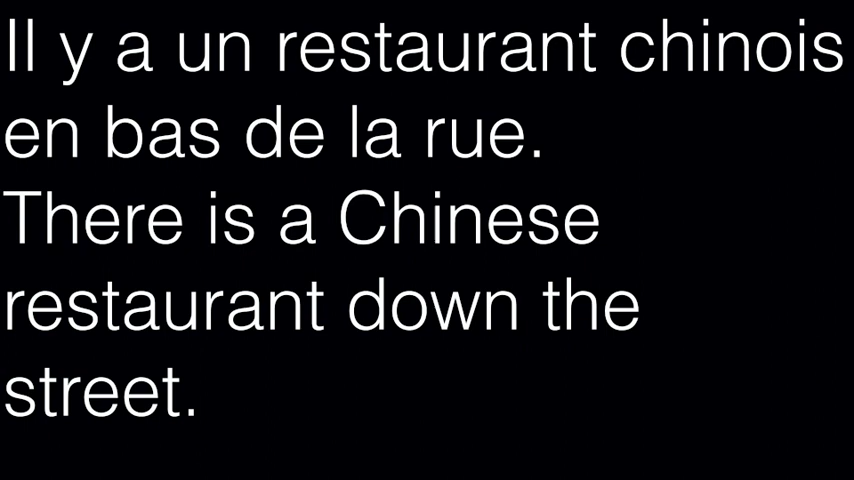 Il y a un restaurant chinois
en bas de la rue.
There is a Chinese
restaurant down the
street.